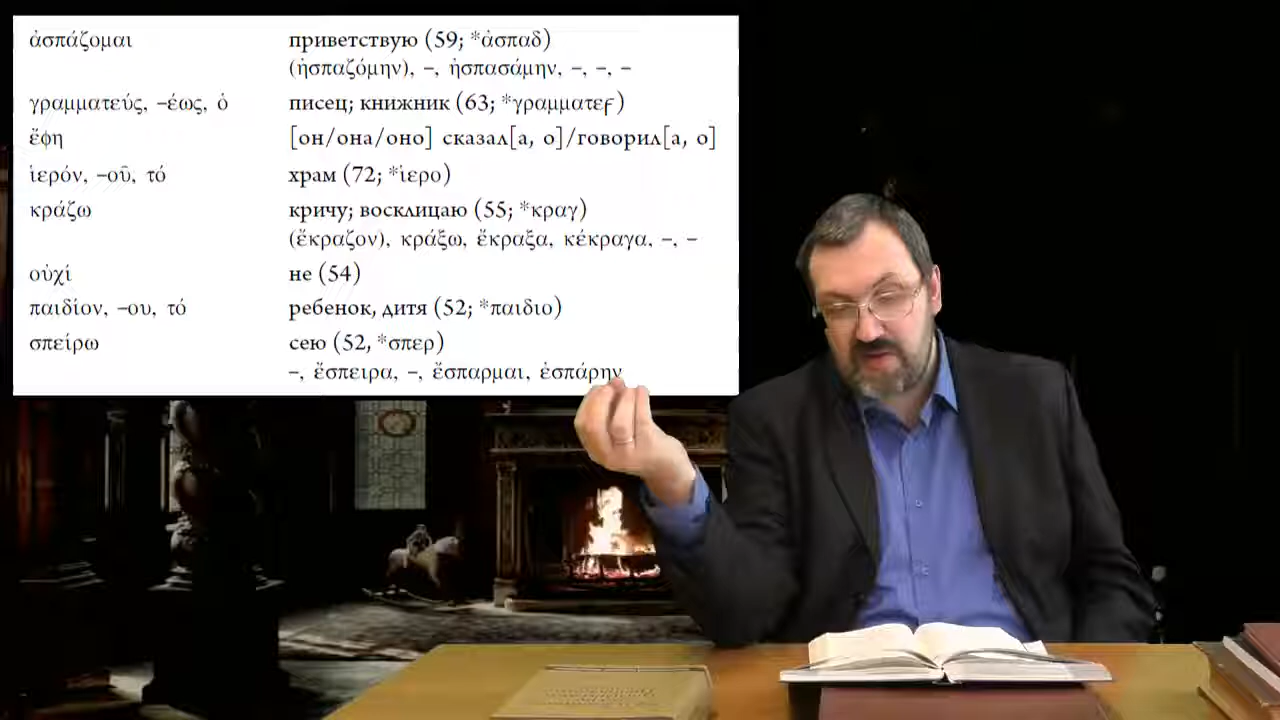 ἀσπάζομαι приветствую (59; *ἀσπαδ)
(ἠσπαζόμην), –, ἠσπασάμην, –, –, –
γραμματεύς, –έως, ὁ писец; книжник (63; *γραμματεϝ)
ἔφη [он/она/оно] сказал[а, о]/говорил[а, о]
ἱερόν, –οῦ, τό храм (72; *ἱερο)
κράζω кричу; восклицаю (55; *κραγ)
(ἔκραζον), κράξω, ἔκραξα, κέκραγα, –, –
οὐχί не (54)
παιδίον, –ου, τό ребенок, дитя (52; *παιδιο)
σπείρω сею (52, *σπερ)
–, ἔσπειρα, –, ἔσπαρμαι, ἐσπάρην